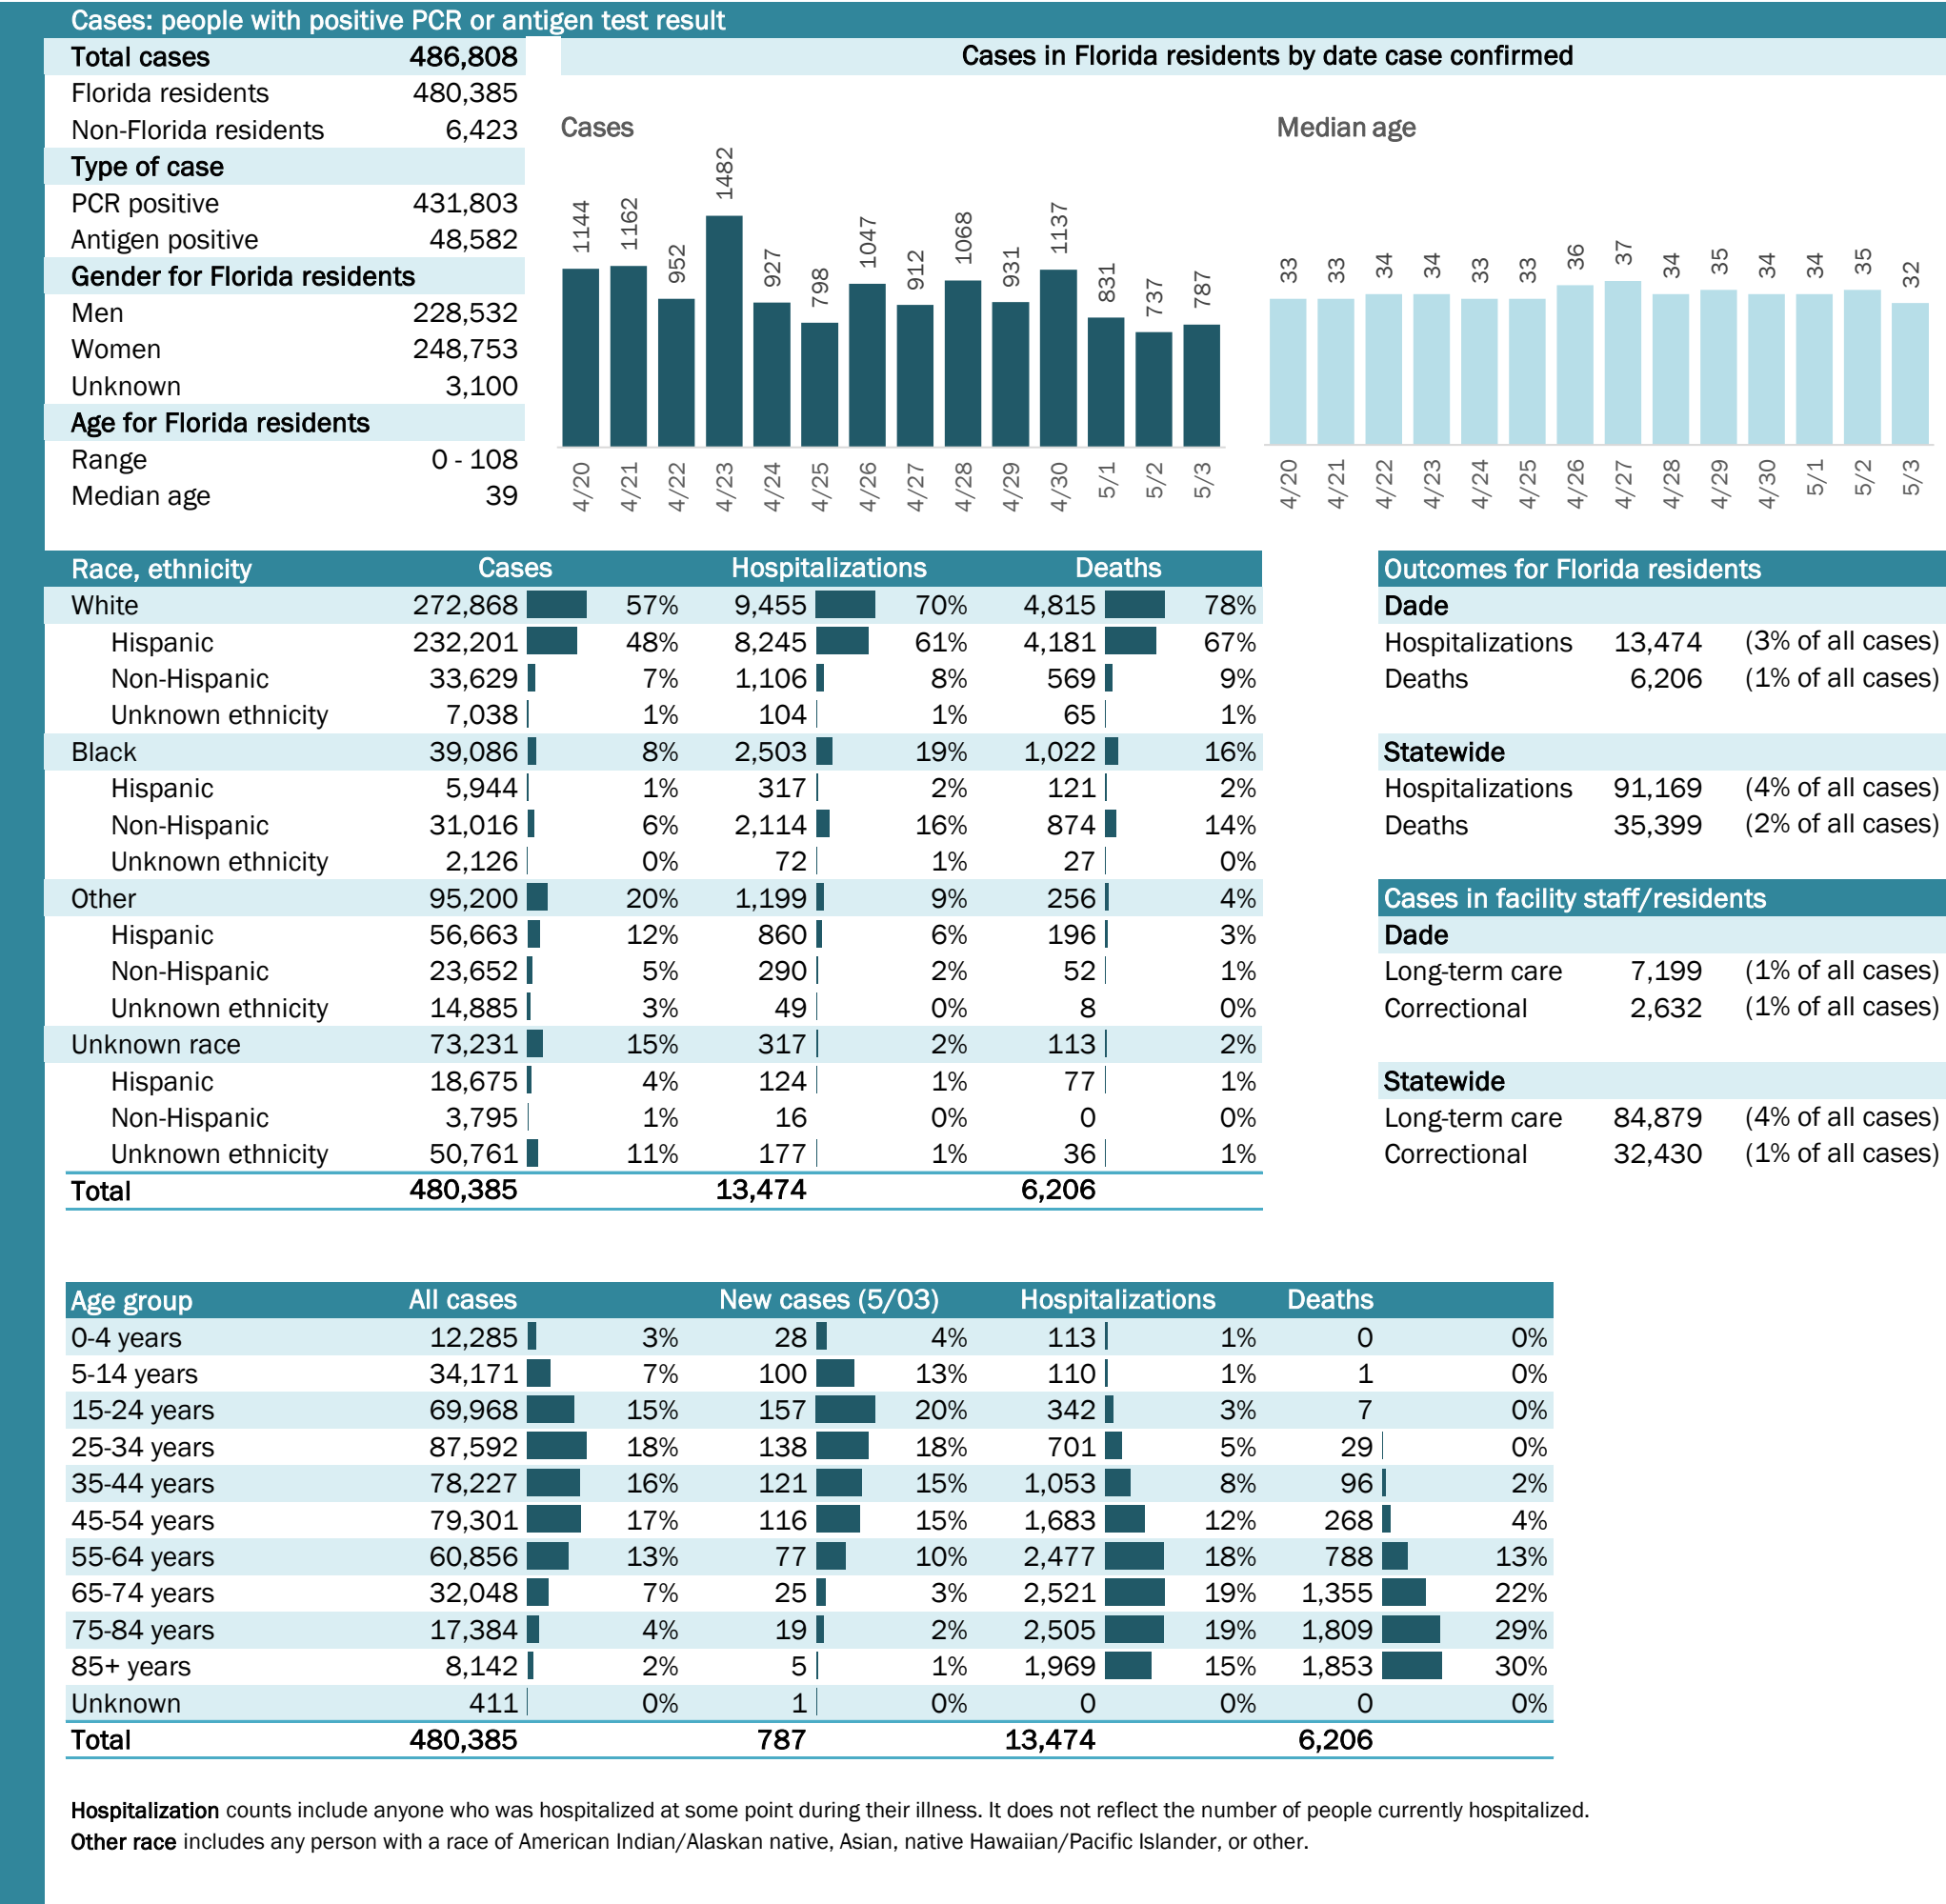 Cases: people with positive PCR or antigen test result
Total cases 486,808
Florida residents 480,385
Non-Florida residents 6,423
Type of case
PCR positive 431,803
Antigen positive 48,582
Gender for Florida residents
Men 228,532
Women 248,753
Unknown 3,100
Age for Florida residents
Range 0 - 108
Median age 39
Cases in Florida residents by date case confirmed
Cases
1144 1162 952 1482 927 798 1047 912 1068 931 1137 831 737 787
4/20 4/21 4/22 4/23 4/24 4/25 4/26 4/27 4/28 4/29 4/30 5/1 5/2 5/3
Median age
33 33 34 34 33 33 36 37 34 35 34 34 35 32
4/20 4/21 4/22 4/23 4/24 4/25 4/26 4/27 4/28 4/29 4/30 5/1 5/2 5/3
Race, ethnicity Cases Hospitalizations Deaths
White 272,868 57% 9,455 70% 4,815 78%
Hispanic 232,201 48% 8,245 61% 4,181 67%
Non-Hispanic 33,629 7% 1,106 8% 569 9%
Unknown ethnicity 7,038 1% 104 1% 65 1%
Black 39,086 8% 2,503 19% 1,022 16%
Hispanic 5,944 1% 317 2% 121 2%
Non-Hispanic 31,016 6% 2,114 16% 874 14%
Unknown ethnicity 2,126 0% 72 1% 27 0%
Other 95,200 20% 1,199 9% 256 4%
Hispanic 56,663 12% 860 6% 196 3%
Non-Hispanic 23,652 5% 290 2% 52 1%
Unknown ethnicity 14,885 3% 49 0% 8 0%
Unknown race 73,231 15% 317 2% 113 2%
Hispanic 18,675 4% 124 1% 77 1%
Non-Hispanic 3,795 1% 16 0% 0 0%
Unknown ethnicity 50,761 11% 177 1% 36 1%
Total 480,385 13,474 6,206
Outcomes for Florida residents
Dade
Hospitalizations 13,474 (3% of all cases)
Deaths 6,206 (1% of all cases)
Statewide
Hospitalizations 91,169 (4% of all cases)
Deaths 35,399 (2% of all cases)
Cases in facility staff/residents
Dade
Long-term care 7,199 (1% of all cases)
Correctional 2,632 (1% of all cases)
Statewide
Long-term care 84,879 (4% of all cases)
Correctional 32,430 (1% of all cases)
Age group All cases New cases (5/03) Hospitalizations Deaths
0-4 years 12,285 3% 28 4% 113 1% 0 0%
5-14 years 34,171 7% 100 13% 110 1% 1 0%
15-24 years 69,968 15% 157 20% 342 3% 7 0%
25-34 years 87,592 18% 138 18% 701 5% 29 0%
35-44 years 78,227 16% 121 15% 1,053 8% 96 2%
45-54 years 79,301 17% 116 15% 1,683 12% 268 4%
55-64 years 60,856 13% 77 10% 2,477 18% 788 13%
65-74 years 32,048 7% 25 3% 2,521 19% 1,355 22%
75-84 years 17,384 4% 19 2% 2,505 19% 1,809 29%
85+ years 8,142 2% 5 1% 1,969 15% 1,853 30%
Unknown 411 0% 1 0% 0 0% 0 0%
Total 480,385 787 13,474 6,206
Hospitalization counts include anyone who was hospitalized at some point during their illness. It does not reflect the number of people currently hospitalized.
Other race includes any person with a race of American Indian/Alaskan native, Asian, native Hawaiian/Pacific Islander, or other.